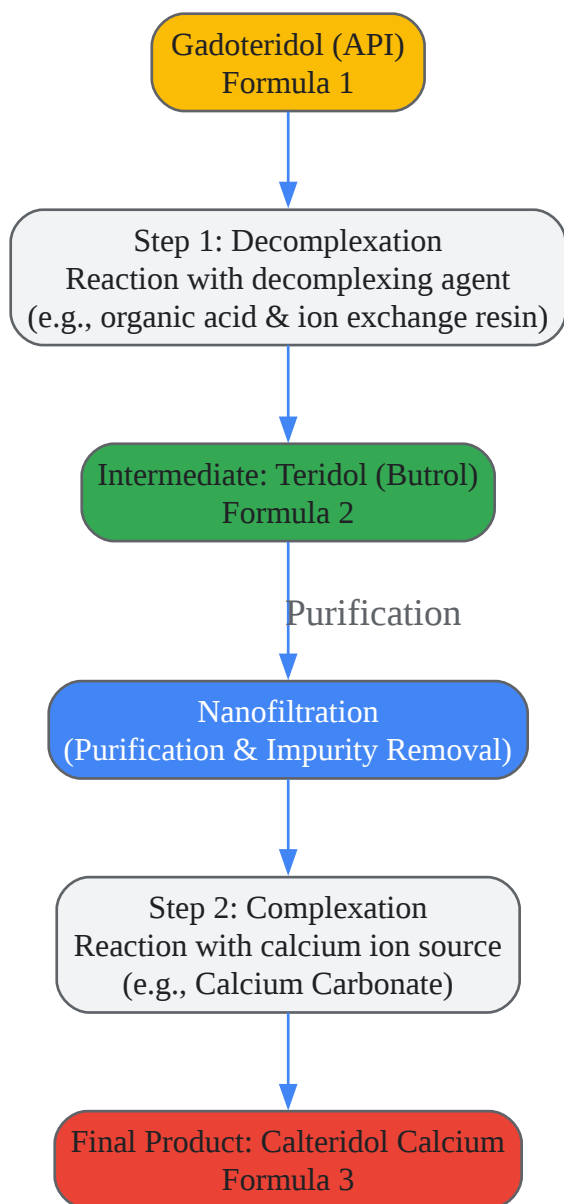 Gadoteridol (API)
Formula 1
Step 1: Decomplexation
Reaction with decomplexing agent
(e.g., organic acid & ion exchange resin)
Intermediate: Teridol (Butrol)
Formula 2
Purification
Nanofiltration
(Purification & Impurity Removal)
Step 2: Complexation
Reaction with calcium ion source
(e.g., Calcium Carbonate)
Final Product: Calteridol Calcium
Formula 3